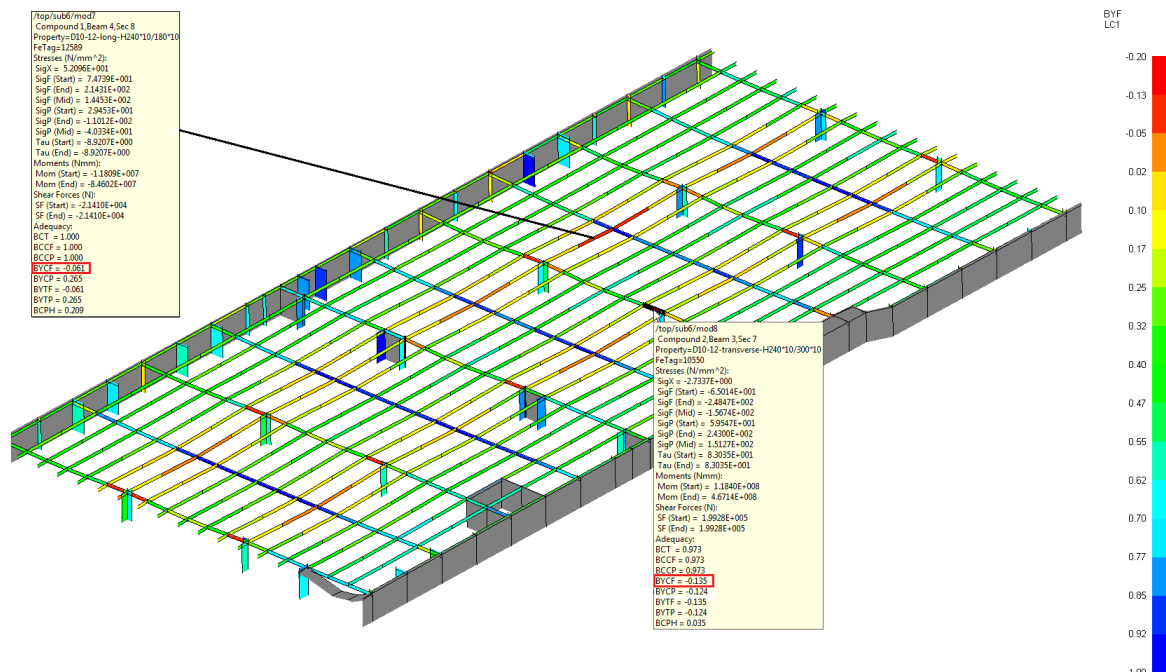 /top/sub6/mod7
Compound 1,Beam 4,Sec 8
Property=D10-12-long-H240*10/180*10
FeTag=12589
Stresses (N/mm^2):
SigX = 5.2096E+001
SigF (Start) = 7.4739E+001
SigF (End) = 2.1431E+002
SigF (Mid) = 1.4453E+002
SigP (Start) = 2.9453E+001
SigP (End) = -1.1012E+002
SigP (Mid) = -4.0334E+001
Tau (Start) = -8.9207E+000
Tau (End) = -8.9207E+000
Moments (Nmm):
Mom (Start) = -1.1809E+007
Mom (End) = -8.4602E+007
Shear Forces (N):
SF (Start) = -2.1410E+004
SF (End) = -2.1410E+004
Adequacy:
BCT = 1.000
BCCF = 1.000
BCCP = 1.000
BYCF = -0.061
BYCP = 0.265
BYTF = -0.061
BYTP = 0.265
BCPH = 0.209
/top/sub6/mod8
Compound 2,Beam 3,Sec 7
Property=D10-12-transverse-H240*10/300*10
FeTag=10550
Stresses (N/mm^2):
SigX = -2.7337E+000
SigF (Start) = -6.5014E+001
SigF (End) = -2.4847E+002
SigF (Mid) = -1.5674E+002
SigP (Start) = 5.9547E+001
SigP (End) = 2.4300E+002
SigP (Mid) = 1.5127E+002
Tau (Start) = 8.3035E+001
Tau (End) = 8.3035E+001
Moments (Nmm):
Mom (Start) = 1.1840E+008
Mom (End) = 4.6714E+008
Shear Forces (N):
SF (Start) = 1.9928E+005
SF (End) = 1.9928E+005
Adequacy:
BCT = 0.973
BCCF = 0.973
BCCP = 0.973
BYCF = -0.135
BYCP = -0.124
BYTF = -0.135
BYTP = -0.124
BCPH = 0.035
BYF
LC1
-0.20
-0.13
-0.05
0.02
0.10
0.17
0.25
0.32
0.40
0.47
0.55
0.62
0.70
0.77
0.85
0.92
1.00